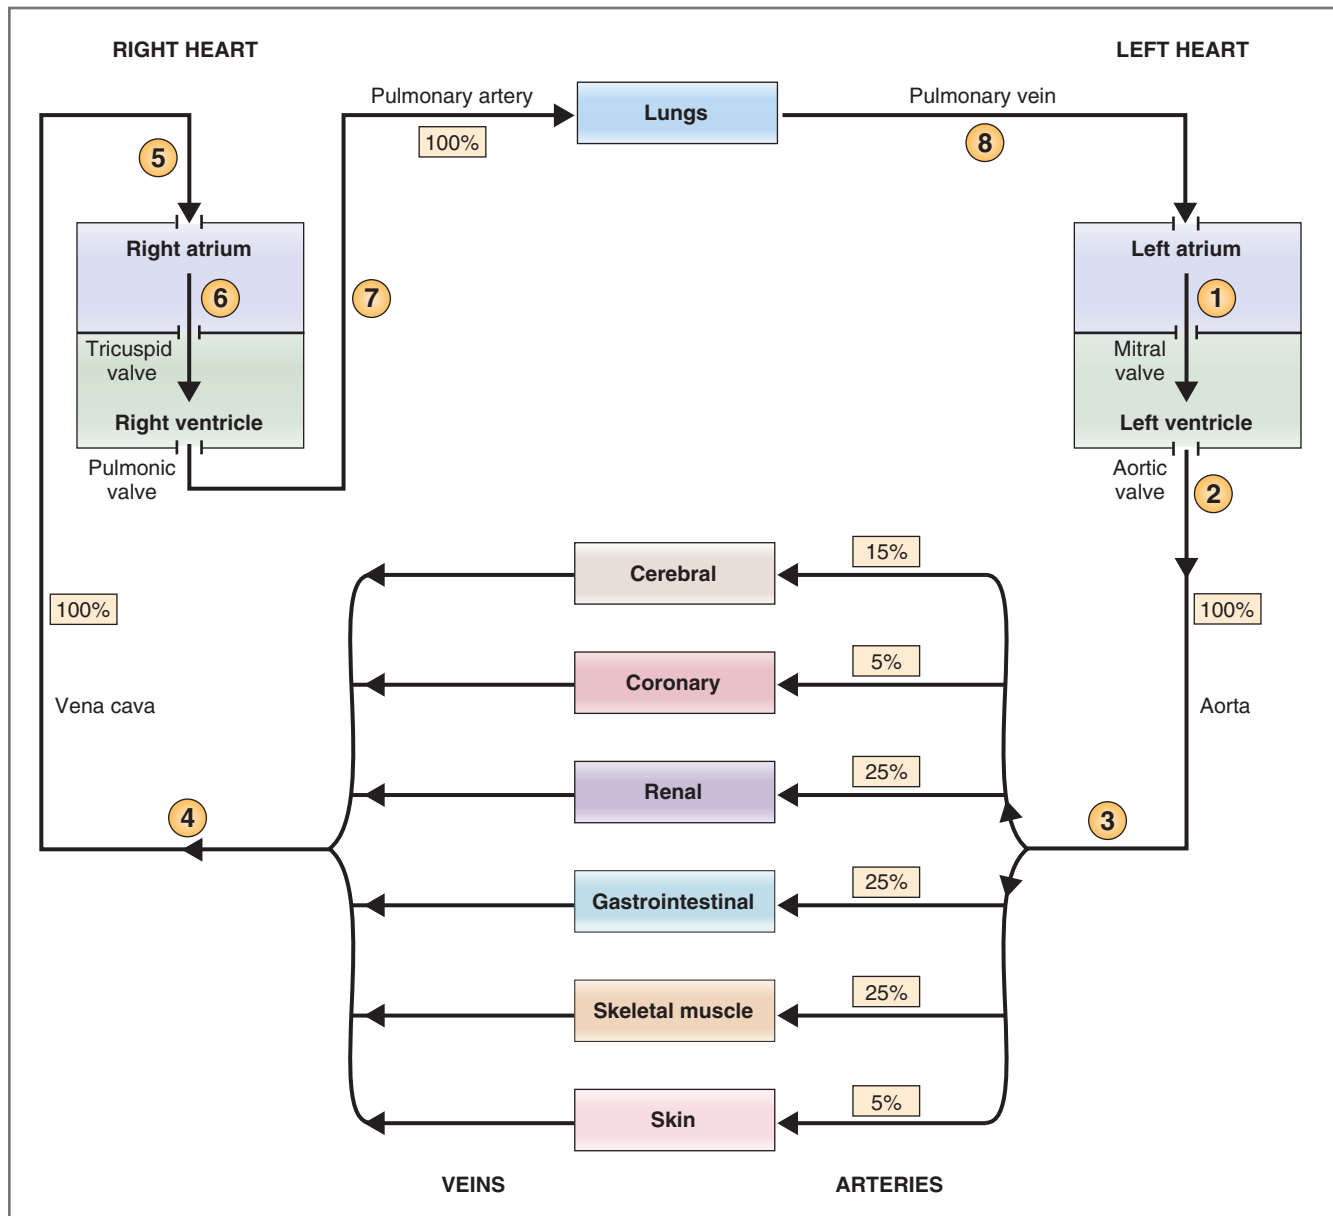 RIGHT HEART
LEFT HEART
Pulmonary artery
100%
Lungs
Pulmonary vein
8
5
Right atrium
6
Tricuspid
valve
Right ventricle
Pulmonic
valve
7
Left atrium
1
Mitral
valve
Left ventricle
Aortic
valve
2
100%
Vena cava
4
Cerebral
15%
Coronary
5%
Renal
25%
Gastrointestinal
25%
Skeletal muscle
25%
Skin
5%
100%
Aorta
3
VEINS
ARTERIES